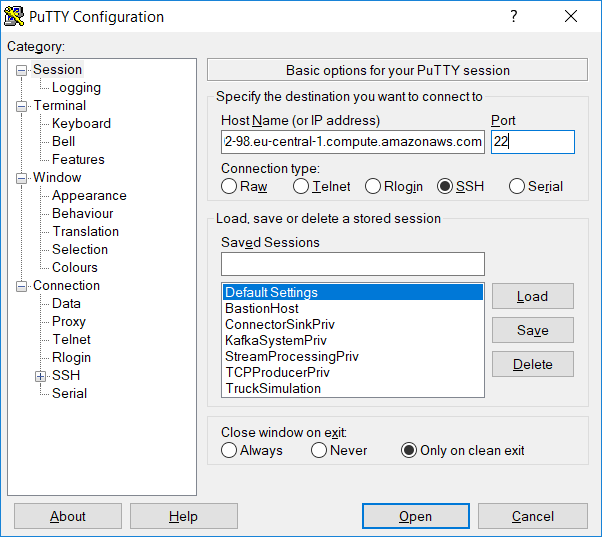 PuTTY Configuration
?
Category:
Session
Logging
Terminal
Keyboard
Bell
Features
Window
Appearance
Behaviour
Translation
Selection
Colours
Connection
Data
Proxy
Telnet
Rlogin
SSH
Serial
Basic options for your PuTTY session
Specify the destination you want to connect to
Host Name (or IP address) Port
2-98.eu-central-1.compute.amazonaws.com 22
Connection type:
Raw Telnet Rlogin SSH Serial
Load, save or delete a stored session
Saved Sessions
Default Settings
BastionHost
ConnectorSinkPriv
KafkaSystemPriv
StreamProcessingPriv
TCPProducerPriv
TruckSimulation
Load
Save
Delete
Close window on exit:
Always Never Only on clean exit
About Help Open Cancel